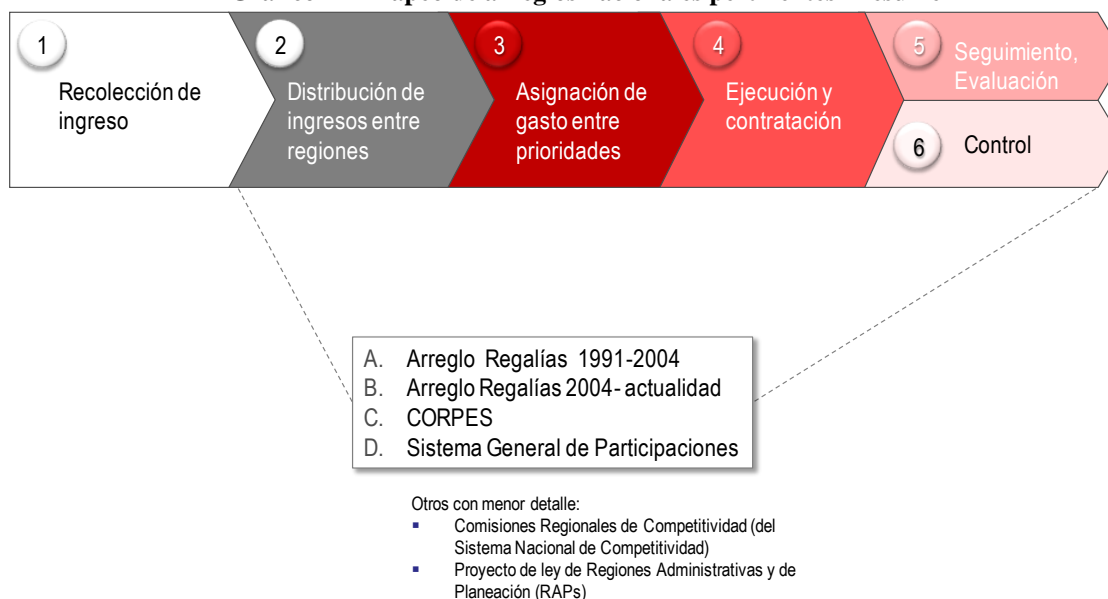 1
Recolección de
ingreso
2
Distribución de
ingresos entre
regiones
3
Asignación de
gasto entre
prioridades
4
Ejecución y
contratación
5
Seguimiento,
Evaluación
6
Control
A. Arreglo Regalías 1991-2004
B. Arreglo Regalías 2004- actualidad
C. CORPES
D. Sistema General de Participaciones
Otros con menor detalle:
▪ Comisiones Regionales de Competitividad (del
Sistema Nacional de Competitividad)
▪ Proyecto de ley de Regiones Administrativas y de
Planeación (RAPs)